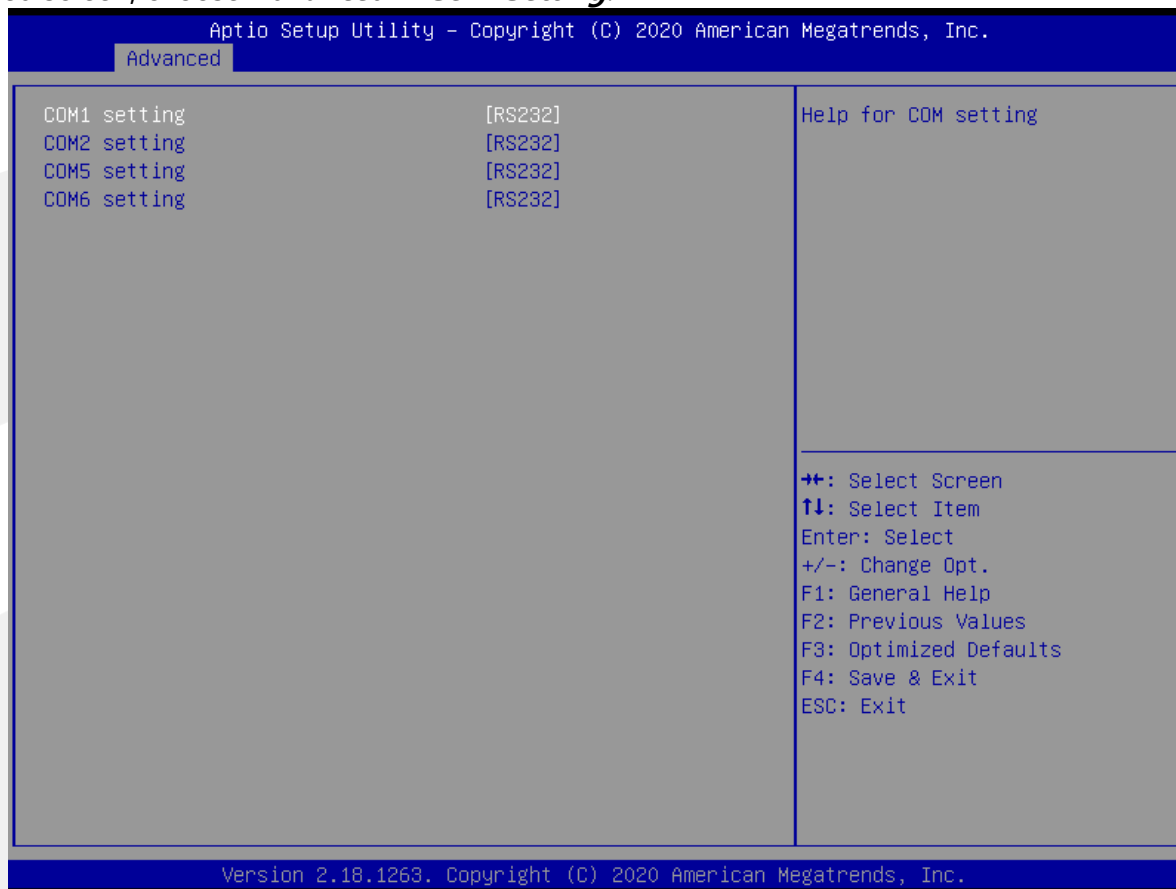 Aptio Setup Utility – Copyright (C) 2020 American Megatrends, Inc.
Advanced
COM1 setting [RS232]
COM2 setting [RS232]
COM5 setting [RS232]
COM6 setting [RS232]
Help for COM setting
→←: Select Screen
↑↓: Select Item
Enter: Select
+/-: Change Opt.
F1: General Help
F2: Previous Values
F3: Optimized Defaults
F4: Save & Exit
ESC: Exit
Version 2.18.1263. Copyright (C) 2020 American Megatrends, Inc.